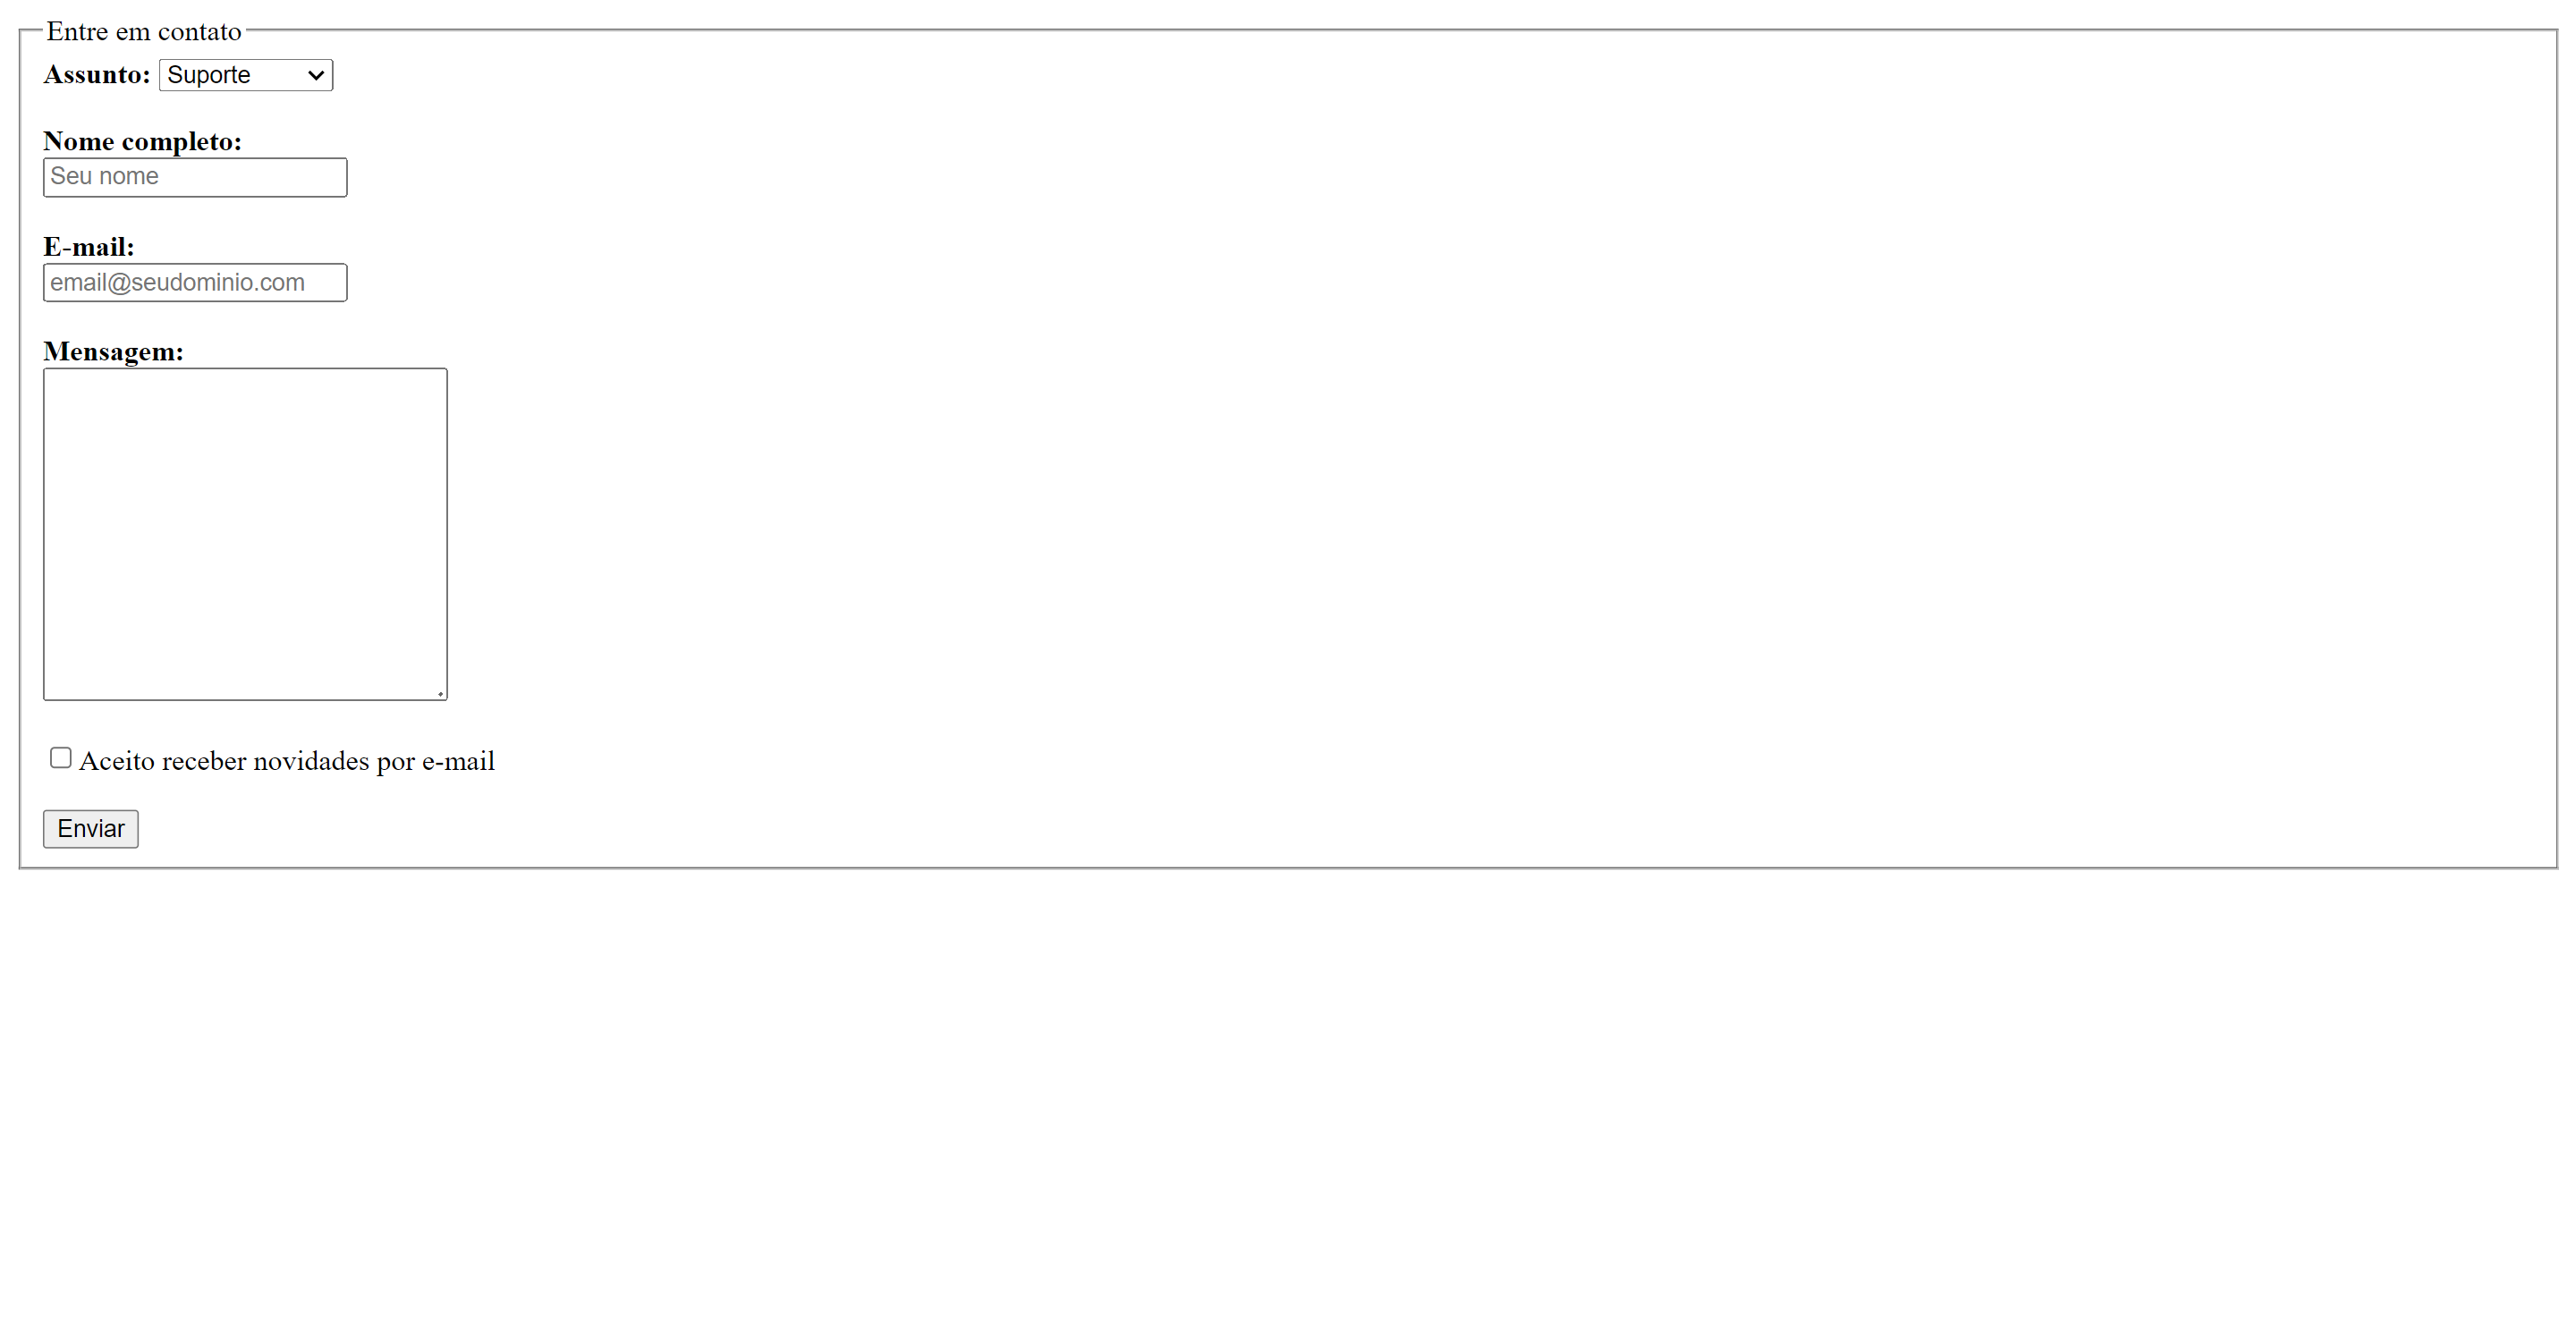 Entre em contato
Assunto: Suporte
Nome completo:
Seu nome
E-mail:
email@seudominio.com
Mensagem:
Aceito receber novidades por e-mail
Enviar